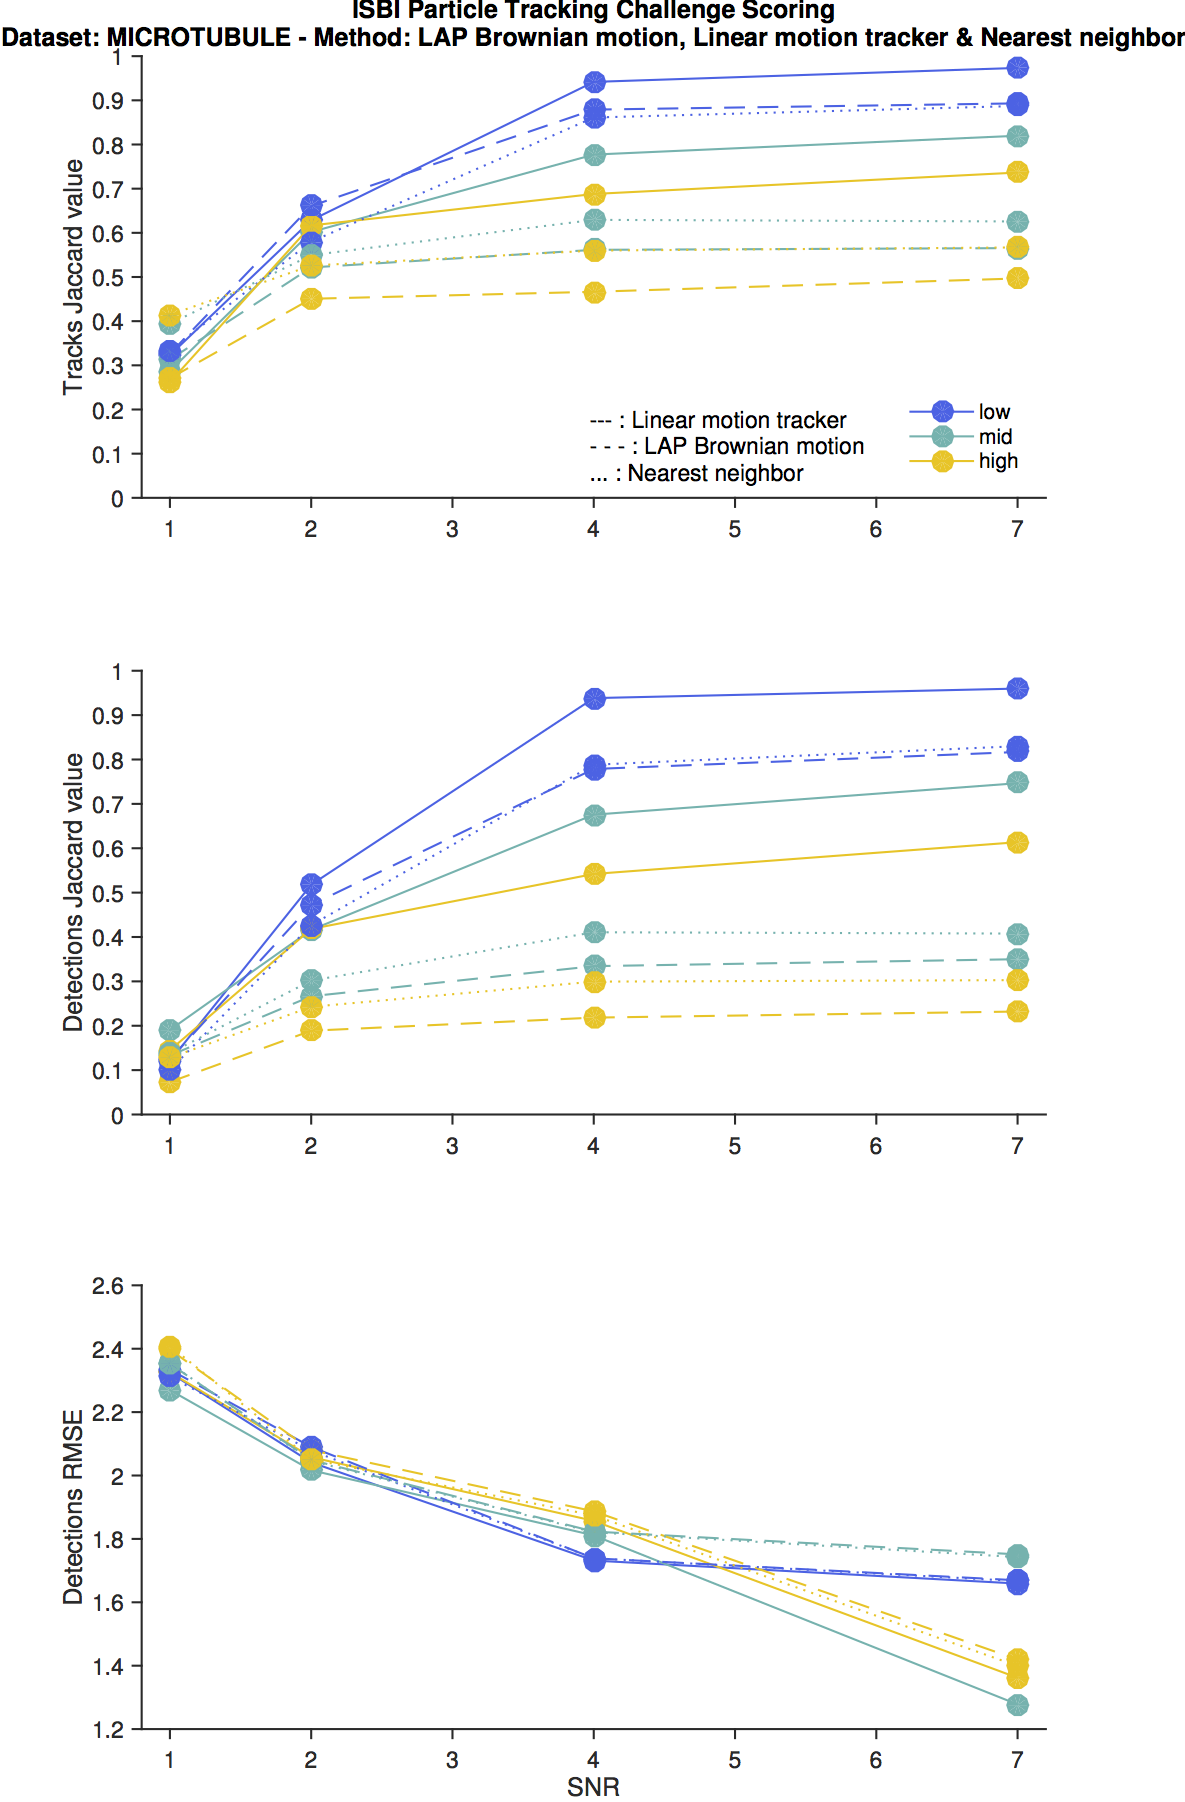 ISBI Particle Tracking Challenge Scoring
Dataset: MICROTUBULE - Method: LAP Brownian motion, Linear motion tracker & Nearest neighbor
1
0.9
0.8
0.7
0.6
0.5
0.4
0.3
0.2
0.1
0
Tracks Jaccard value
--- : Linear motion tracker
- - - : LAP Brownian motion
... : Nearest neighbor
low
mid
high
1 2 3 4 5 6 7
1
0.9
0.8
0.7
0.6
0.5
0.4
0.3
0.2
0.1
0
Detections Jaccard value
1 2 3 4 5 6 7
2.6
2.4
2.2
2
1.8
1.6
1.4
1.2
Detections RMSE
1 2 3 4 5 6 7
SNR